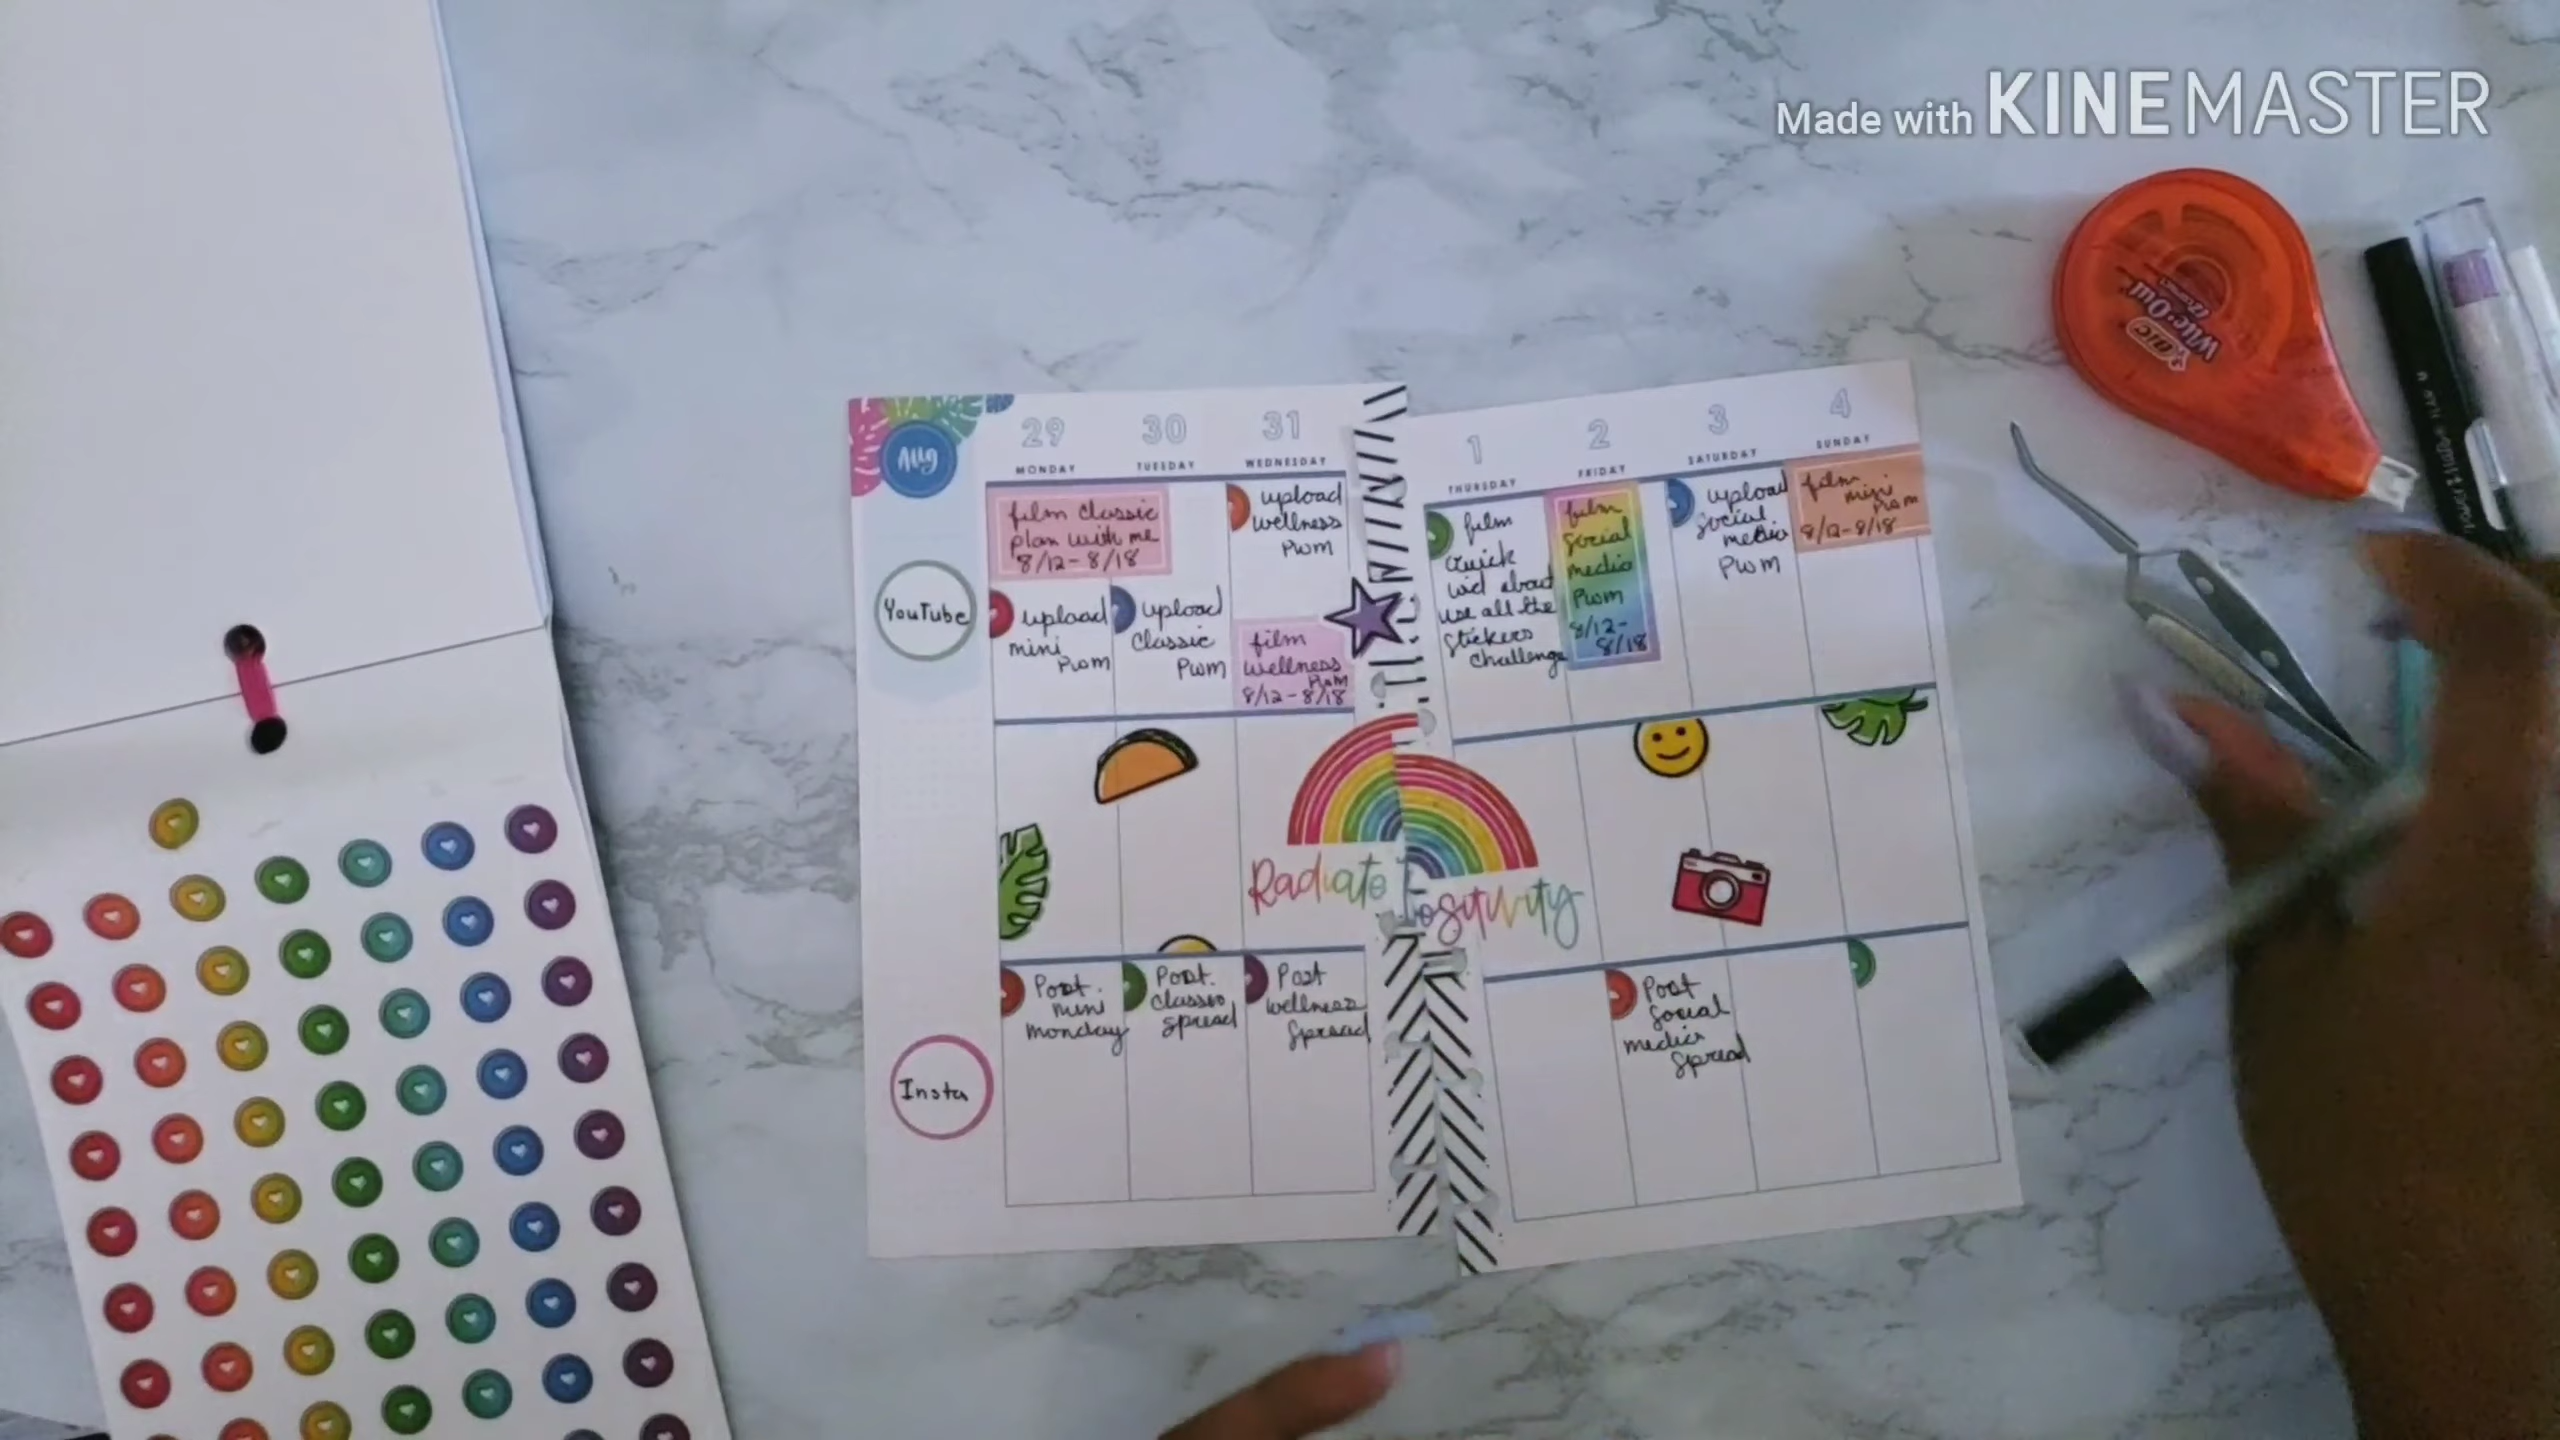 Made with KINEMASTER
BIC
Wite-Out
Aug
29
MONDAY
30
TUESDAY
31
WEDNESDAY
1
THURSDAY
2
FRIDAY
3
SATURDAY
4
SUNDAY
YouTube
film classic
plan with me
8/12-8/18
upload
mini
PWM
upload
Classic
PWM
upload
wellness
PWM
film
wellness
PWM
8/12-8/18
film
quick
vid about
use all the
stickers
challenge
film
social
media
PWM
8/12-
8/18
upload
social
media
PWM
film
mini
PWM
8/12-8/18
Radiate Positivity
Insta
Post
mini
monday
Post
classic
spread
Post
wellness
spread
Post
social
media
spread